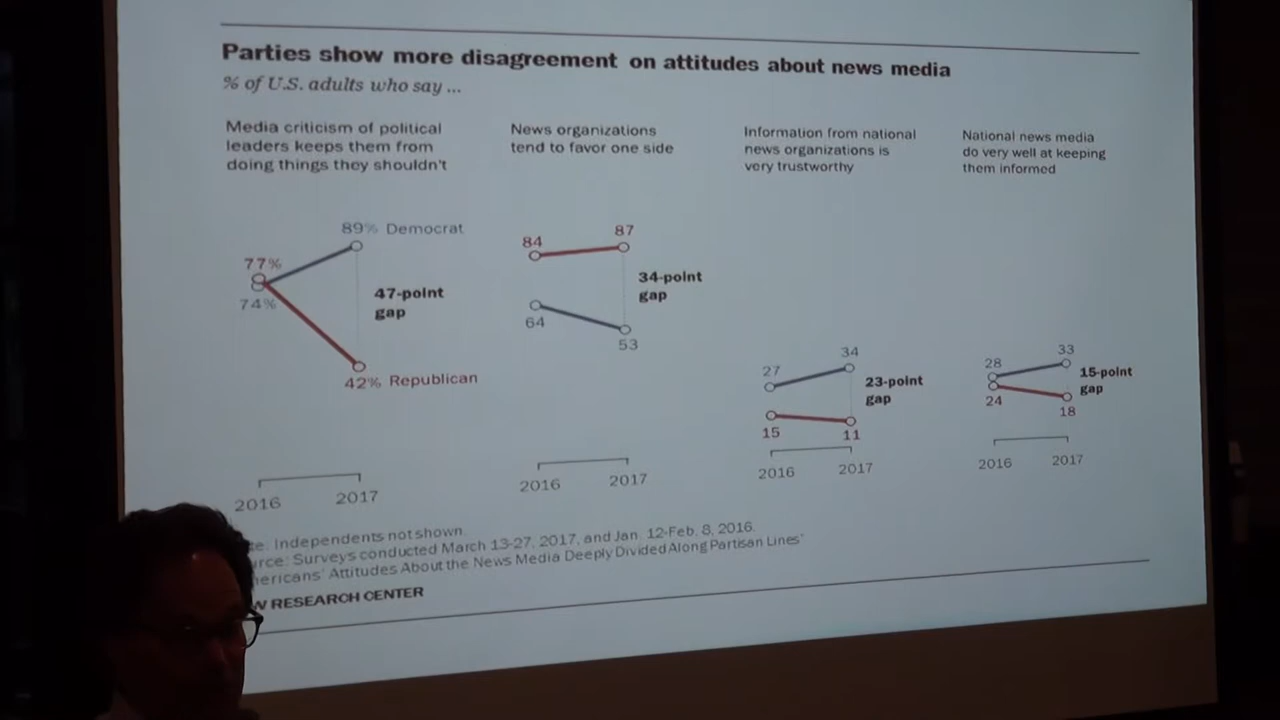 Parties show more disagreement on attitudes about news media
% of U.S. adults who say ...
Media criticism of political
leaders keeps them from
doing things they shouldn't
77%
74%
89% Democrat
47-point
gap
42% Republican
2016
2017
News organizations
tend to favor one side
84
87
64
53
34-point
gap
2016
2017
Information from national
news organizations is
very trustworthy
27
34
15
11
23-point
gap
2016
2017
National news media
do very well at keeping
them informed
28
33
24
18
15-point
gap
2016
2017
Independents not shown.
Surveys conducted March 13-27, 2017, and Jan. 12-Feb. 8, 2016.
Attitudes About the News Media Deeply Divided Along Partisan Lines"
RESEARCH CENTER